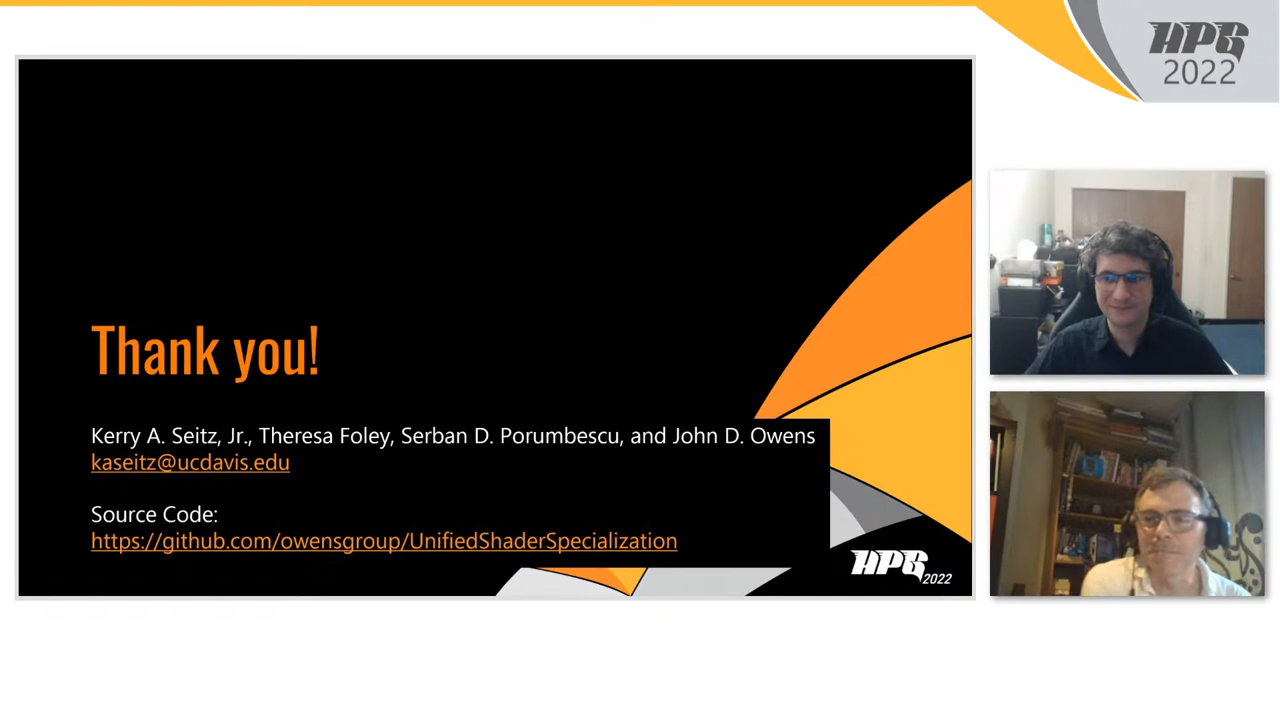 HPG
2022
Thank you!
Kerry A. Seitz, Jr., Theresa Foley, Serban D. Porumbescu, and John D. Owens
kaseitz@ucdavis.edu
Source Code:
https://github.com/owensgroup/UnifiedShaderSpecialization
HPG 2022